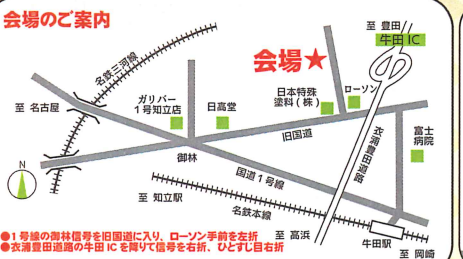 会場のご案内
至 豊田
牛田 IC
名鉄三河線
会場★
至 名古屋
ガリバー
1号知立店
日高堂
日本特殊
塗料(株)
ローソン
旧国道
衣浦豊田道路
富士
病院
御林
国道1号線
N
至 知立駅
名鉄本線
至 高浜
牛田駅
至 岡崎
●1号線の御林信号を旧国道に入り、ローソン手前を左折
●衣浦豊田道路の牛田 IC を降りて信号を右折、ひとすじ目右折